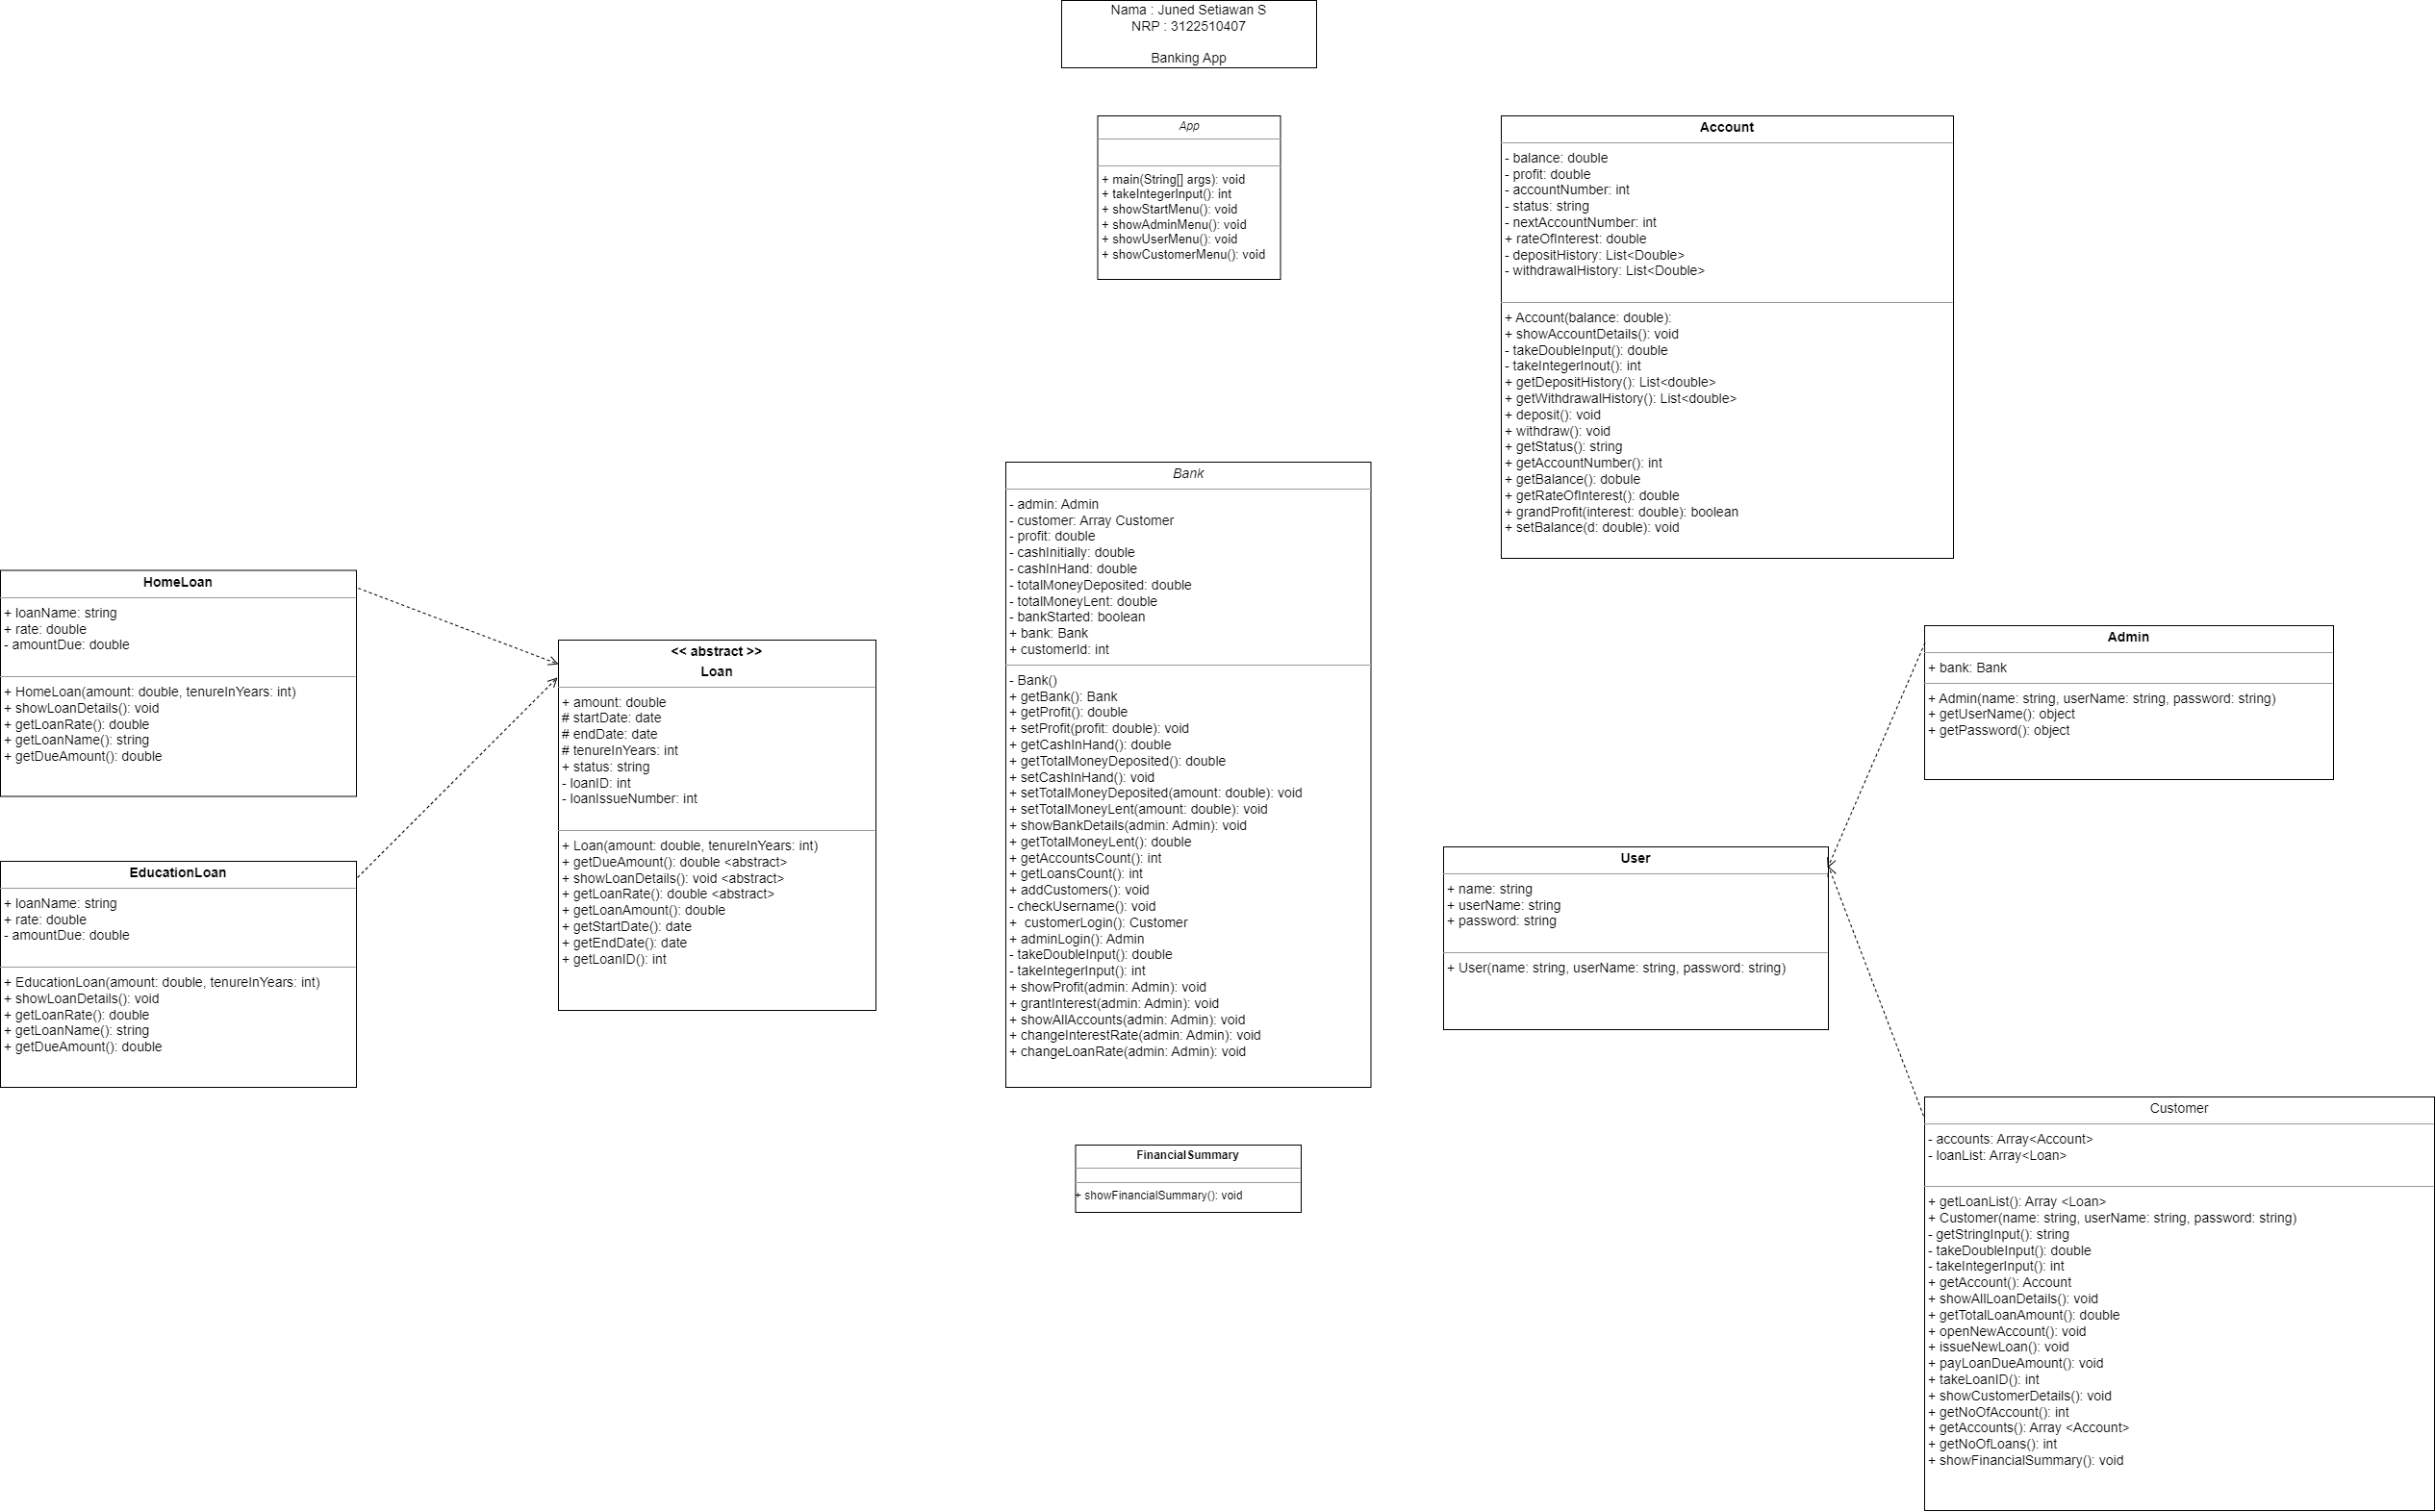 Nama : Juned Setiawan S
NRP : 3122510407
Banking App
App
+ main(String[] args): void
+ takeIntegerInput(): int
+ showStartMenu(): void
+ showAdminMenu(): void
+ showUserMenu(): void
+ showCustomerMenu(): void
Account
- balance: double
- profit: double
- accountNumber: int
- status: string
- nextAccountNumber: int
+ rateOfInterest: double
- depositHistory: List<Double>
- withdrawalHistory: List<Double>
+ Account(balance: double):
+ showAccountDetails(): void
- takeDoubleInput(): double
- takeIntegerInout(): int
+ getDepositHistory(): List<double>
+ getWithdrawalHistory(): List<double>
+ deposit(): void
+ withdraw(): void
+ getStatus(): string
+ getAccountNumber(): int
+ getBalance(): dobule
+ getRateOfInterest(): double
+ grandProfit(interest: double): boolean
+ setBalance(d: double): void
Bank
- admin: Admin
- customer: Array Customer
- profit: double
- cashInitially: double
- cashInHand: double
- totalMoneyDeposited: double
- totalMoneyLent: double
- bankStarted: boolean
+ bank: Bank
+ customerId: int
- Bank()
+ getBank(): Bank
+ getProfit(): double
+ setProfit(profit: double): void
+ getCashInHand(): double
+ getTotalMoneyDeposited(): double
+ setCashInHand(): void
+ setTotalMoneyDeposited(amount: double): void
+ setTotalMoneyLent(amount: double): void
+ showBankDetails(admin: Admin): void
+ getTotalMoneyLent(): double
+ getAccountsCount(): int
+ getLoansCount(): int
+ addCustomers(): void
- checkUsername(): void
+  customerLogin(): Customer
+ adminLogin(): Admin
- takeDoubleInput(): double
- takeIntegerInput(): int
+ showProfit(admin: Admin): void
+ grantInterest(admin: Admin): void
+ showAllAccounts(admin: Admin): void
+ changeInterestRate(admin: Admin): void
+ changeLoanRate(admin: Admin): void
HomeLoan
+ loanName: string
+ rate: double
- amountDue: double
+ HomeLoan(amount: double, tenureInYears: int)
+ showLoanDetails(): void
+ getLoanRate(): double
+ getLoanName(): string
+ getDueAmount(): double
<< abstract >>
Loan
+ amount: double
# startDate: date
# endDate: date
# tenureInYears: int
+ status: string
- loanID: int
- loanIssueNumber: int
+ Loan(amount: double, tenureInYears: int)
+ getDueAmount(): double <abstract>
+ showLoanDetails(): void <abstract>
+ getLoanRate(): double <abstract>
+ getLoanAmount(): double
+ getStartDate(): date
+ getEndDate(): date
+ getLoanID(): int
EducationLoan
+ loanName: string
+ rate: double
- amountDue: double
+ EducationLoan(amount: double, tenureInYears: int)
+ showLoanDetails(): void
+ getLoanRate(): double
+ getLoanName(): string
+ getDueAmount(): double
Admin
+ bank: Bank
+ Admin(name: string, userName: string, password: string)
+ getUserName(): object
+ getPassword(): object
User
+ name: string
+ userName: string
+ password: string
+ User(name: string, userName: string, password: string)
FinancialSummary
+ showFinancialSummary(): void
Customer
- accounts: Array<Account>
- loanList: Array<Loan>
+ getLoanList(): Array <Loan>
+ Customer(name: string, userName: string, password: string)
- getStringInput(): string
- takeDoubleInput(): double
- takeIntegerInput(): int
+ getAccount(): Account
+ showAllLoanDetails(): void
+ getTotalLoanAmount(): double
+ openNewAccount(): void
+ issueNewLoan(): void
+ payLoanDueAmount(): void
+ takeLoanID(): int
+ showCustomerDetails(): void
+ getNoOfAccount(): int
+ getAccounts(): Array <Account>
+ getNoOfLoans(): int
+ showFinancialSummary(): void